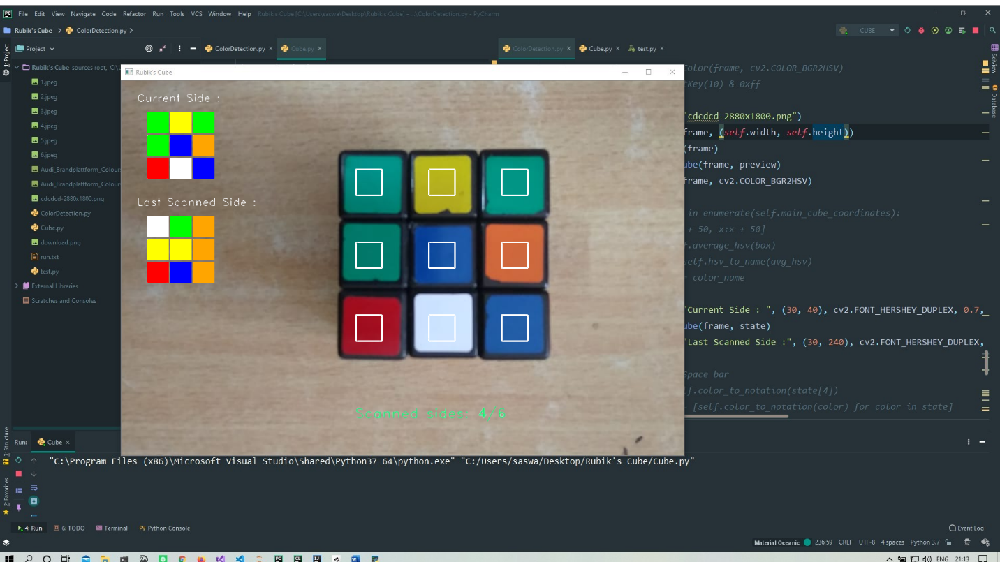 File Edit View Navigate Code Refactor Run Tools VCS Window Help Rubik's Cube [C:\Users\saswa\Desktop\Rubik's Cube] - ...\ColorDetection.py - PyCharm
Rubik's Cube ColorDetection.py CUBE
Project ColorDetection.py Cube.py ColorDetection.py Cube.py test.py
1: Project
SciView
Database
Rubik's Cube sources root, C:\U
1.jpeg
2.jpeg
3.jpeg
4.jpeg
5.jpeg
6.jpeg
Audi_Brandplattform_Colour
Audi_Brandplattform_Colour
cdcdcd-2880x1800.png
ColorDetection.py
Cube.py
download.png
run.txt
test.py
External Libraries
Scratches and Consoles
Rubik's Cube
Current Side :
Last Scanned Side :
Scanned sides: 4/6
Color(frame, cv2.COLOR_BGR2HSV)
tKey(10) & 0xff
"cdcdcd-2880x1800.png")
frame, (self.width, self.height))
(frame)
ube(frame, preview)
frame, cv2.COLOR_BGR2HSV)
in enumerate(self.main_cube_coordinates):
+ 50, x:x + 50]
f.average_hsv(box)
self.hsv_to_name(avg_hsv)
= color_name
"Current Side : ", (30, 40), cv2.FONT_HERSHEY_DUPLEX, 0.7,
ube(frame, state)
"Last Scanned Side :", (30, 240), cv2.FONT_HERSHEY_DUPLEX,
Space bar
f.color_to_notation(state[4])
= [self.color_to_notation(color) for color in state]
Z: Structure
2: Favorites
Run: Cube
"C:\Program Files (x86)\Microsoft Visual Studio\Shared\Python37_64\python.exe" "C:/Users/saswa/Desktop/Rubik's Cube/Cube.py"
4: Run 6: TODO Terminal Python Console Event Log
Material Oceanic 236:59 CRLF UTF-8 4 spaces Python 3.7
ENG 21:13